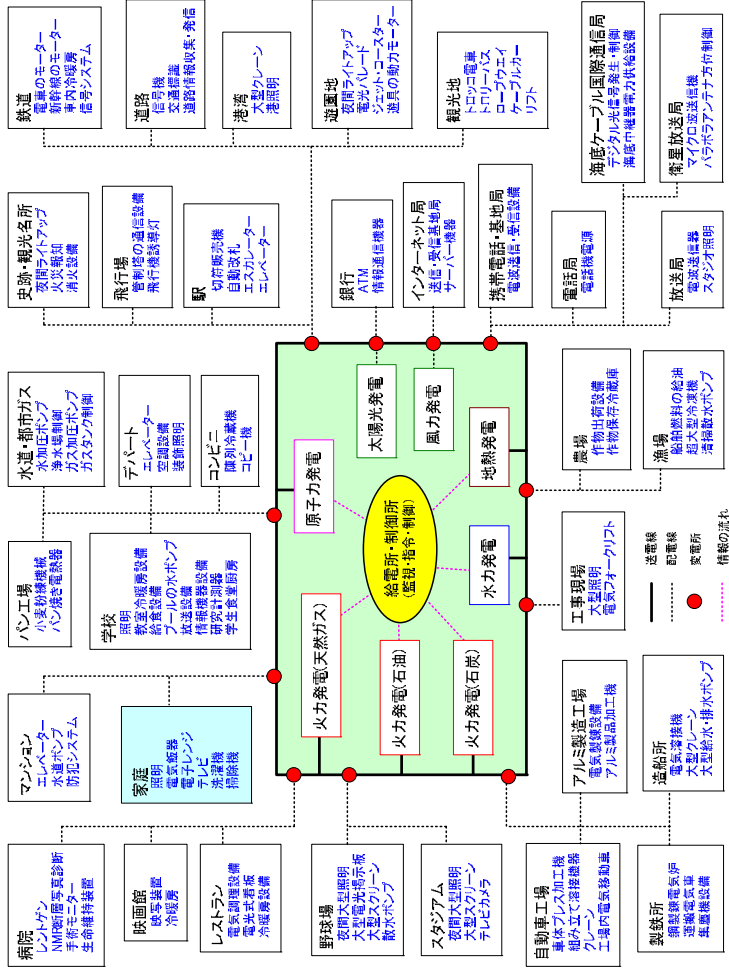 病院
レントゲン
NMR断層写真診断
手術モニター
生命維持装置
マンション
エレベーター
水道ポンプ
防犯システム
パン工場
小麦粉練機械
パン焼き電熱器
水道・都市ガス
水加圧ポンプ
浄水場制御
ガス加圧ポンプ
ガスタンク制御
史跡・観光名所
夜間ライトアップ
火災報知
消火設備
鉄道
電車のモーター
新幹線のモーター
車内冷暖房
信号システム
映画館
映写装置
冷暖房
家庭
照明
電気飯器
電子レンジ
テレビ
洗濯機
掃除機
学校
照明
教室冷暖房設備
給食設備
プールの水ポンプ
放送設備
情報機器設備
研究計測器
学生食堂厨房
デパート
エレベーター
空調設備
装飾照明
飛行場
管制塔の通信設備
飛行機誘導灯
道路
信号機
交通標識
道路情報収集・発信
レストラン
電気調理設備
電光式看板
冷暖房設備
コンビニ
陳列冷蔵機
コピー機
駅
切符販売機
自動改札
エスカレーター
エレベーター
港湾
大型クレーン
港照明
遊園地
夜間ライトアップ
電光パレード
ジェット・コースター
遊具の動力モーター
野球場
夜間大型照明
大型電光掲示板
大型スクリーン
散水ポンプ
火力発電(天然ガス)
原子力発電
太陽光発電
銀行
ATM
情報通信機器
観光地
トロッコ電車
トロリーバス
ロープウエイ
ケーブルカー
リフト
スタジアム
夜間大型照明
大型スクリーン
テレビカメラ
火力発電(石油)
給電所・制御所
(監視・指令・制御)
風力発電
インターネット局
送信・受信基地局
サーバー機器
火力発電(石炭)
水力発電
地熱発電
携帯電話・基地局
電波送信・受信設備
自動車工場
車体プレス加工機
組み立て溶接機器
クレーン
工場内電気移動車
アルミ製造工場
電気製錬設備
アルミ製品加工機
工事現場
大型照明
電気フォークリフト
農場
作物出荷設備
作物保存冷蔵庫
電話局
電話機電源
海底ケーブル国際通信局
デジタル光信号発生・制御
海底中継器電力供給設備
製鉄所
鋼製錬電気炉
運搬電気車
集塵機設備
造船所
電気溶接機
大型クレーン
大型給水・排水ポンプ
送電線
配電線
変電所
情報の流れ
漁場
船舶燃料の給油
超大型冷凍機
清掃散水ポンプ
放送局
電波送信器
スタジオ照明
衛星放送局
マイクロ波送信機
パラボラアンテナ方位制御